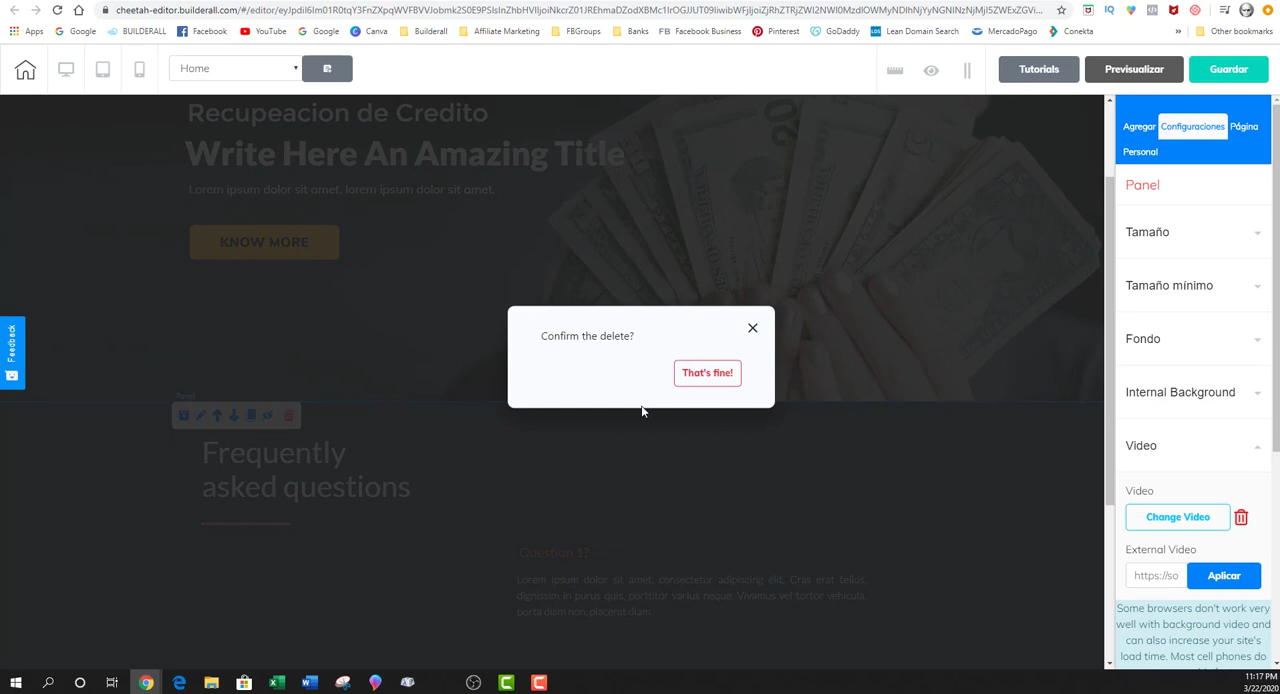 cheetah-editor.builderall.com/#/editor/
Apps
Google
BUILDERALL
Facebook
YouTube
Google
Canva
Builderall
Affiliate Marketing
FBGroups
Banks
FB Facebook Business
Pinterest
GoDaddy
Lean Domain Search
MercadoPago
Conekta
»
Other bookmarks
Home
Tutorials
Previsualizar
Guardar
Recupeacion de Credito
Write Here An Amazing Title
Lorem ipsum dolor sit amet, lorem ipsum dolor sit amet.
KNOW MORE
Feedback
Confirm the delete?
That's fine!
Panel
Frequently
asked questions
Question 1?
Lorem ipsum dolor sit amet, consectetur adipiscing elit. Cras erat tellus,
dignissim in purus quis, porttitor varius neque. Vivamus vel tortor vehicula,
porta diam non, placerat diam.
Agregar
Configuraciones
Página
Personal
Panel
Tamaño
Tamaño mínimo
Fondo
Internal Background
Video
Video
Change Video
External Video
https://so
Aplicar
Some browsers don't work very
well with background video and
can also increase your site's
load time. Most cell phones do
11:17 PM
3/22/2020